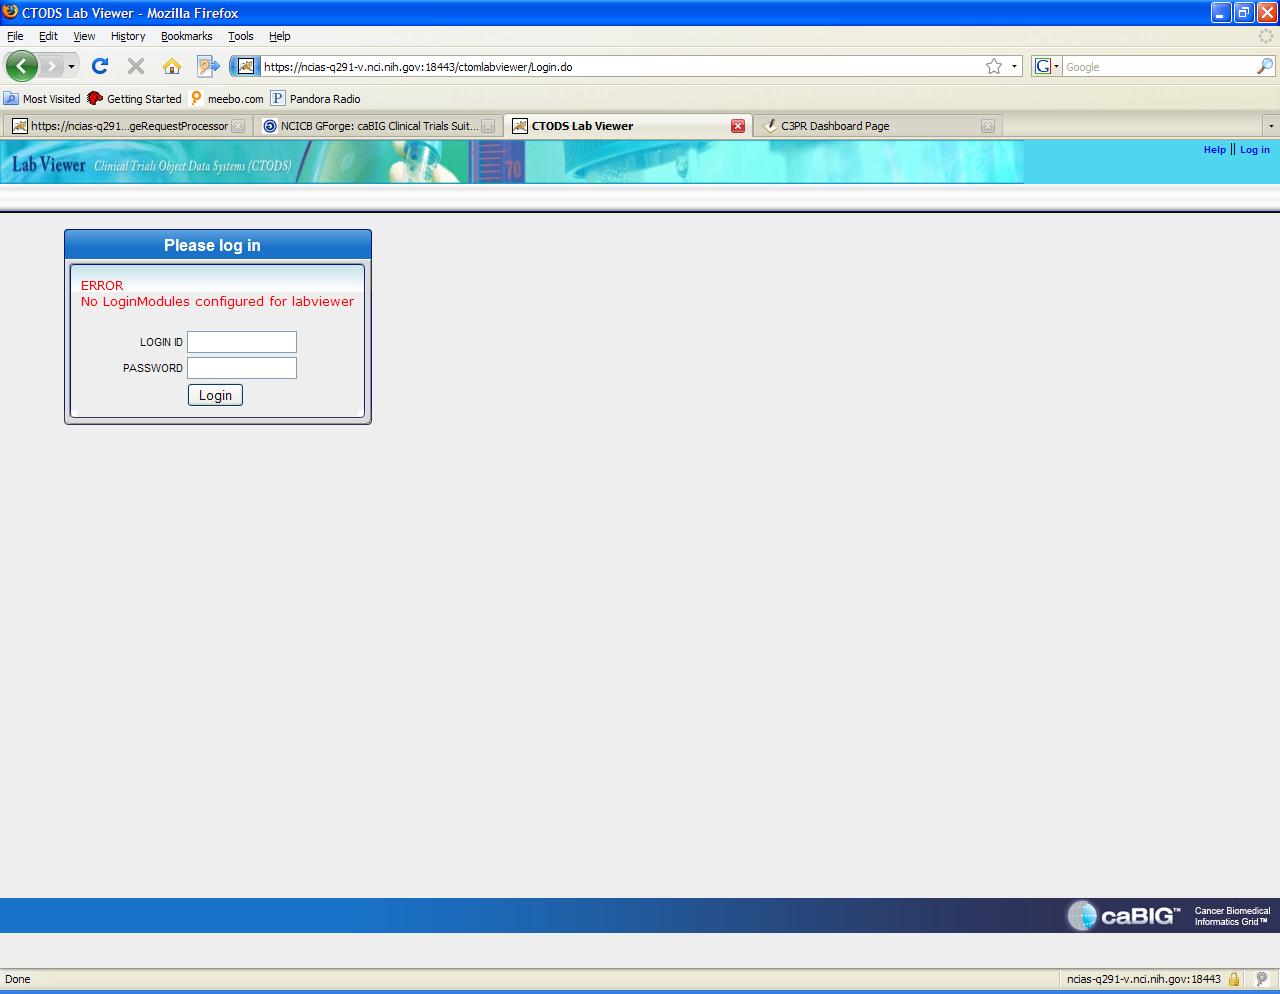 CTODS Lab Viewer - Mozilla Firefox
File Edit View History Bookmarks Tools Help
https://ncias-q291-v.nci.nih.gov:18443/ctomlabviewer/Login.do
G Google
Most Visited Getting Started meebo.com P Pandora Radio
https://ncias-q291...geRequestProcessor NCICB GForge: caBIG Clinical Trials Suit... CTODS Lab Viewer C3PR Dashboard Page
Lab Viewer Clinical Trials Object Data Systems (CTODS) 70 Help || Log in
Please log in
ERROR
No LoginModules configured for labviewer
LOGIN ID
PASSWORD
Login
caBIG™ Cancer Biomedical
Informatics Grid™
Done ncias-q291-v.nci.nih.gov:18443